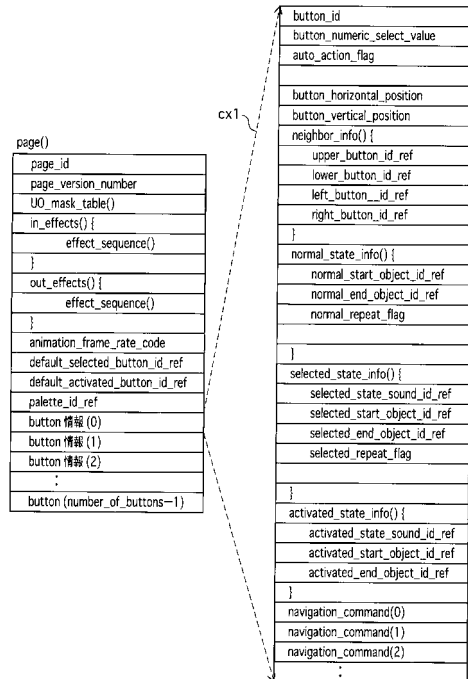 page()
page_id
page_version_number
UO_mask_table()
in_effects() {
effect_sequence()
}
out_effects() {
effect_sequence()
}
animation_frame_rate_code
default_selected_button_id_ref
default_activated_button_id_ref
palette_id_ref
button 情報 (0)
button 情報 (1)
button 情報 (2)
:
button (number_of_buttons−1)
cx1
button_id
button_numeric_select_value
auto_action_flag
button_horizontal_position
button_vertical_position
neighbor_info() {
upper_button_id_ref
lower_button_id_ref
left_button__id_ref
right_button_id_ref
}
normal_state_info() {
normal_start_object_id_ref
normal_end_object_id_ref
normal_repeat_flag
}
selected_state_info() {
selected_state_sound_id_ref
selected_start_object_id_ref
selected_end_object_id_ref
selected_repeat_flag
}
activated_state_info() {
activated_state_sound_id_ref
activated_start_object_id_ref
activated_end_object_id_ref
}
navigation_command(0)
navigation_command(1)
navigation_command(2)
: